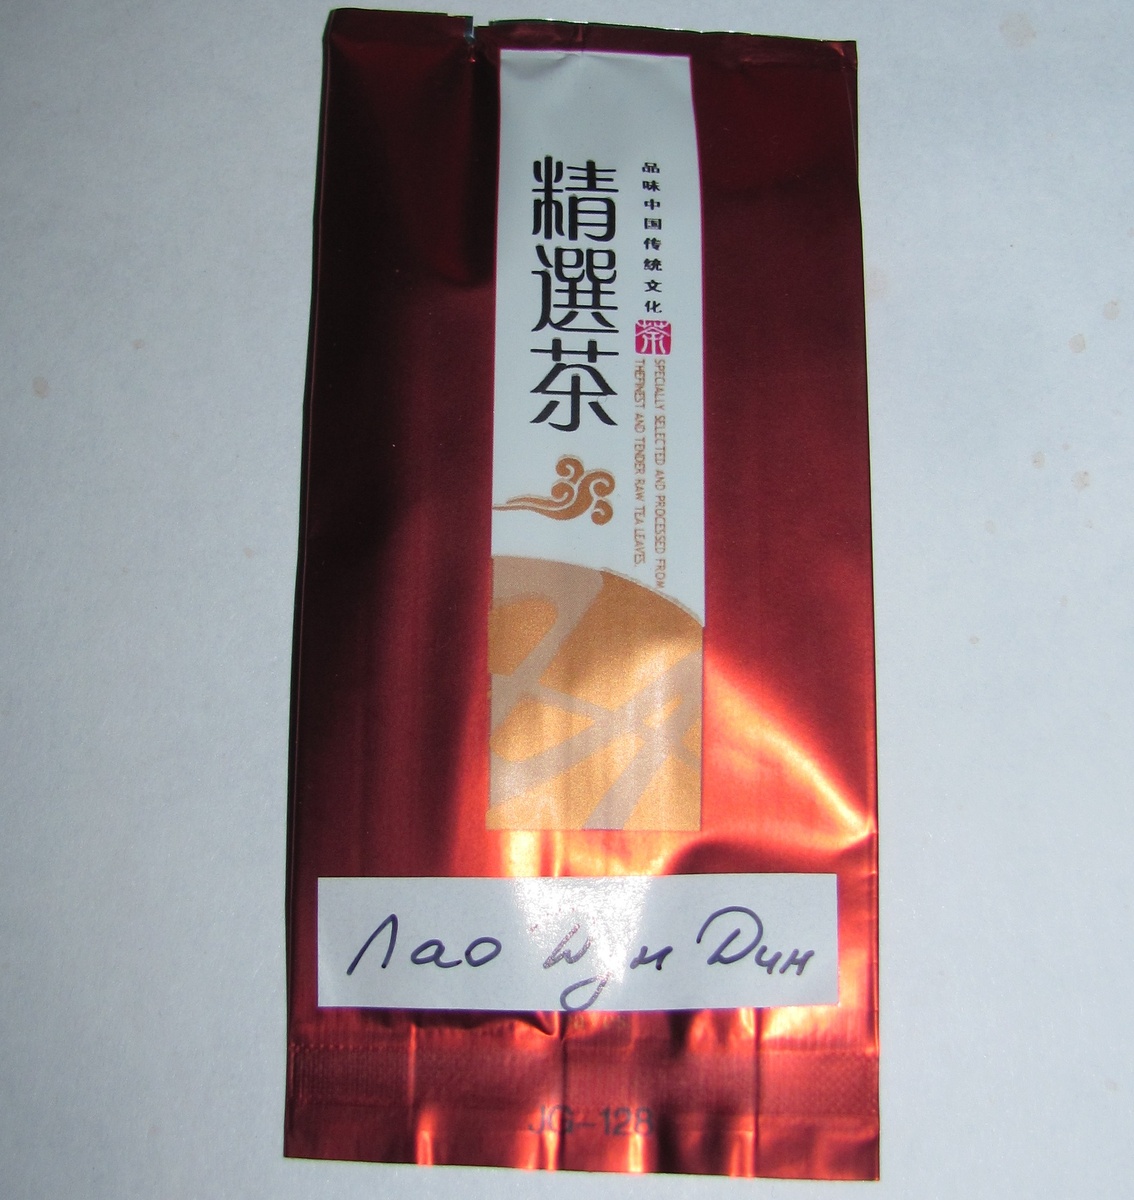 精選茶
品味中国传统文化
茶
SPECIALLY SELECTED AND PROCESSED FROM
THEFINEST AND TENDER RAW TEA LEAVES.
Лао Шуи Дин
JG-128